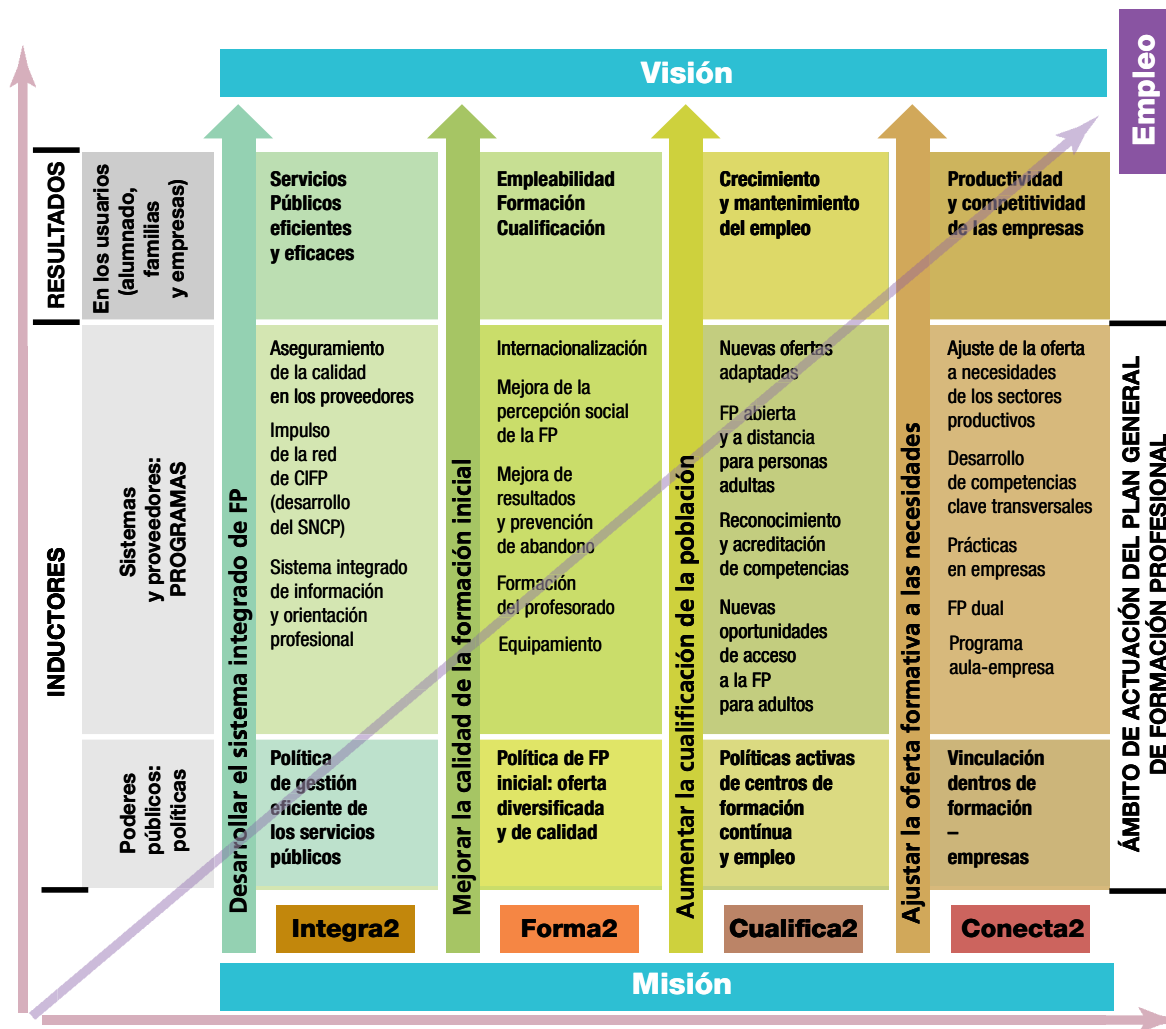 Visión
Empleo
RESULTADOS
En los usuarios
(alumnado,
familias
y empresas)
Servicios
Públicos
eficientes
y eficaces
Empleabilidad
Formación
Cualificación
Crecimiento
y mantenimiento
del empleo
Productividad
y competitividad
de las empresas
INDUCTORES
Sistemas
y proveedores:
PROGRAMAS
Desarrollar el sistema integrado de FP
Aseguramiento
de la calidad
en los proveedores
Impulso
de la red
de CIFP
(desarrollo
del SNCP)
Sistema integrado
de información
y orientación
profesional
Mejorar la calidad de la formación inicial
Internacionalización
Mejora de la
percepción social
de la FP
Mejora de
resultados
y prevención
de abandono
Formación
del profesorado
Equipamiento
Aumentar la cualificación de la población
Nuevas ofertas
adaptadas
FP abierta
y a distancia
para personas
adultas
Reconocimiento
y acreditación
de competencias
Nuevas
oportunidades
de acceso
a la FP
para adultos
Ajustar la oferta formativa a las necesidades
Ajuste de la oferta
a necesidades
de los sectores
productivos
Desarrollo
de competencias
clave transversales
Prácticas
en empresas
FP dual
Programa
aula-empresa
ÁMBITO DE ACTUACIÓN DEL PLAN GENERAL
DE FORMACIÓN PROFESIONAL
Poderes
públicos:
políticas
Política
de gestión
eficiente de
los servicios
públicos
Política de FP
inicial: oferta
diversificada
y de calidad
Políticas activas
de centros de
formación
contínua
y empleo
Vinculación
dentros de
formación
–
empresas
Integra2
Forma2
Cualifica2
Conecta2
Misión